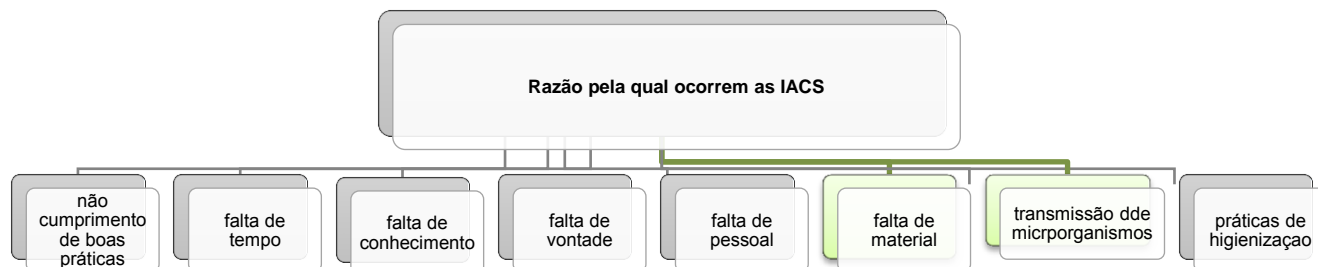 Razão pela qual ocorrem as IACS
não
cumprimento
de boas
práticas
falta de
tempo
falta de
conhecimento
falta de
vontade
falta de
pessoal
falta de
material
transmissão dde
micrporganismos
práticas de
higienizaçao